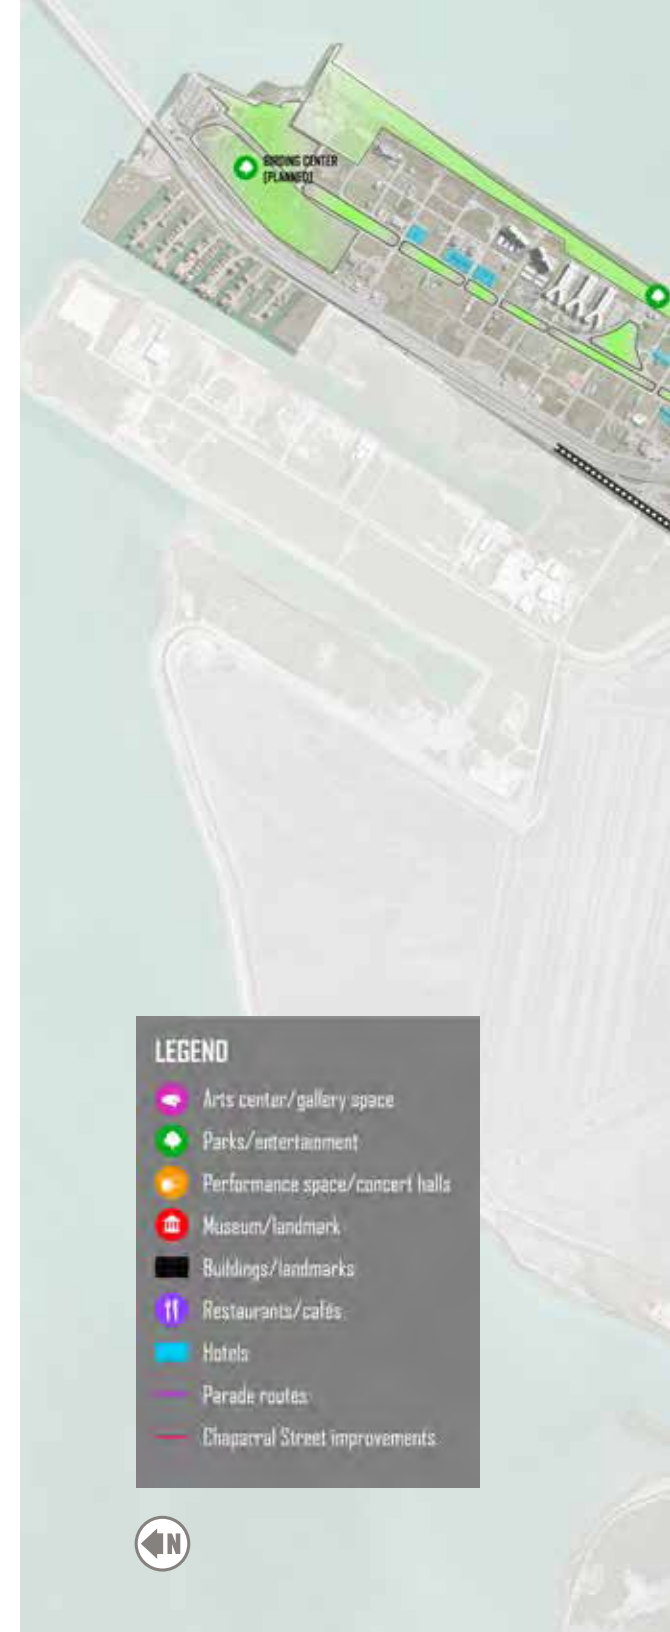 BIRDING CENTER
[PLANNED]
LEGEND
Arts center/gallery space
Parks/entertainment
Performance space/concert halls
Museum/landmark
Buildings/landmarks
Restaurants/cafés
Hotels
Parade routes
Chaparral Street improvements
N